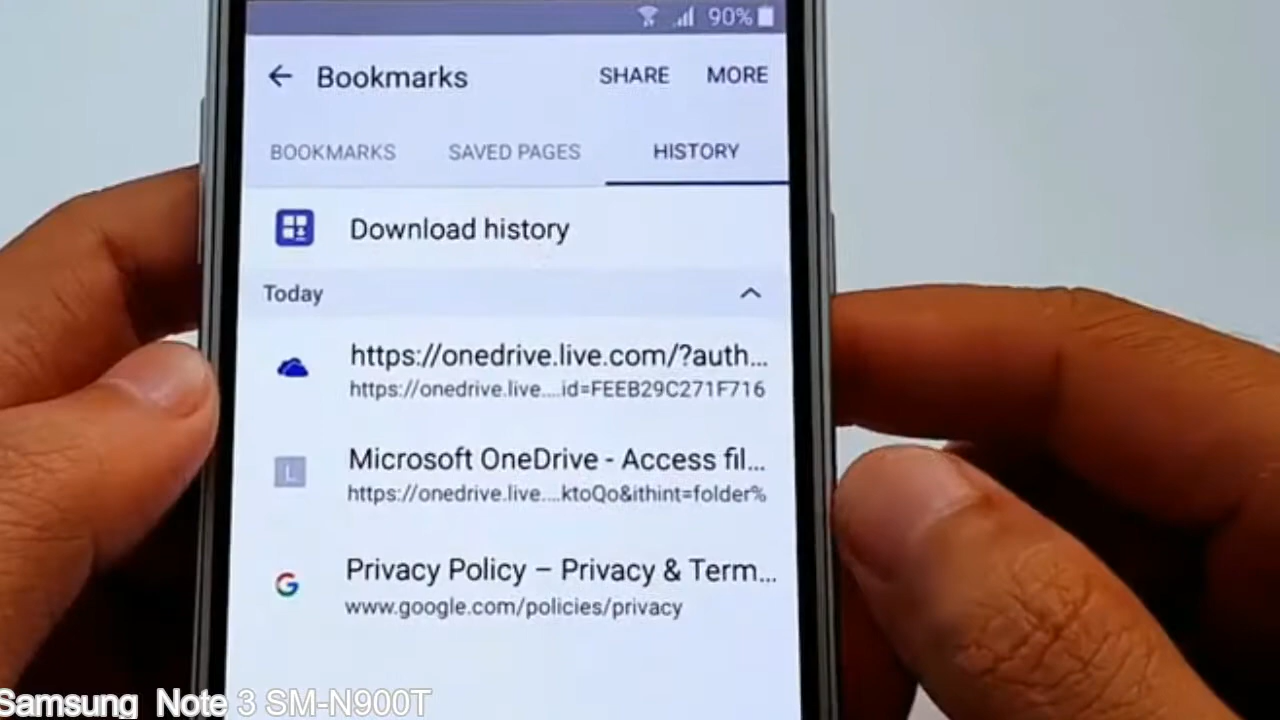 90%
Bookmarks SHARE MORE
BOOKMARKS SAVED PAGES HISTORY
Download history
Today
https://onedrive.live.com/?auth...
https://onedrive.live....id=FEEB29C271F716
L
Microsoft OneDrive - Access fil...
https://onedrive.live....ktoQo&ithint=folder%
G
Privacy Policy – Privacy & Term...
www.google.com/policies/privacy
Samsung Note 3 SM-N900T